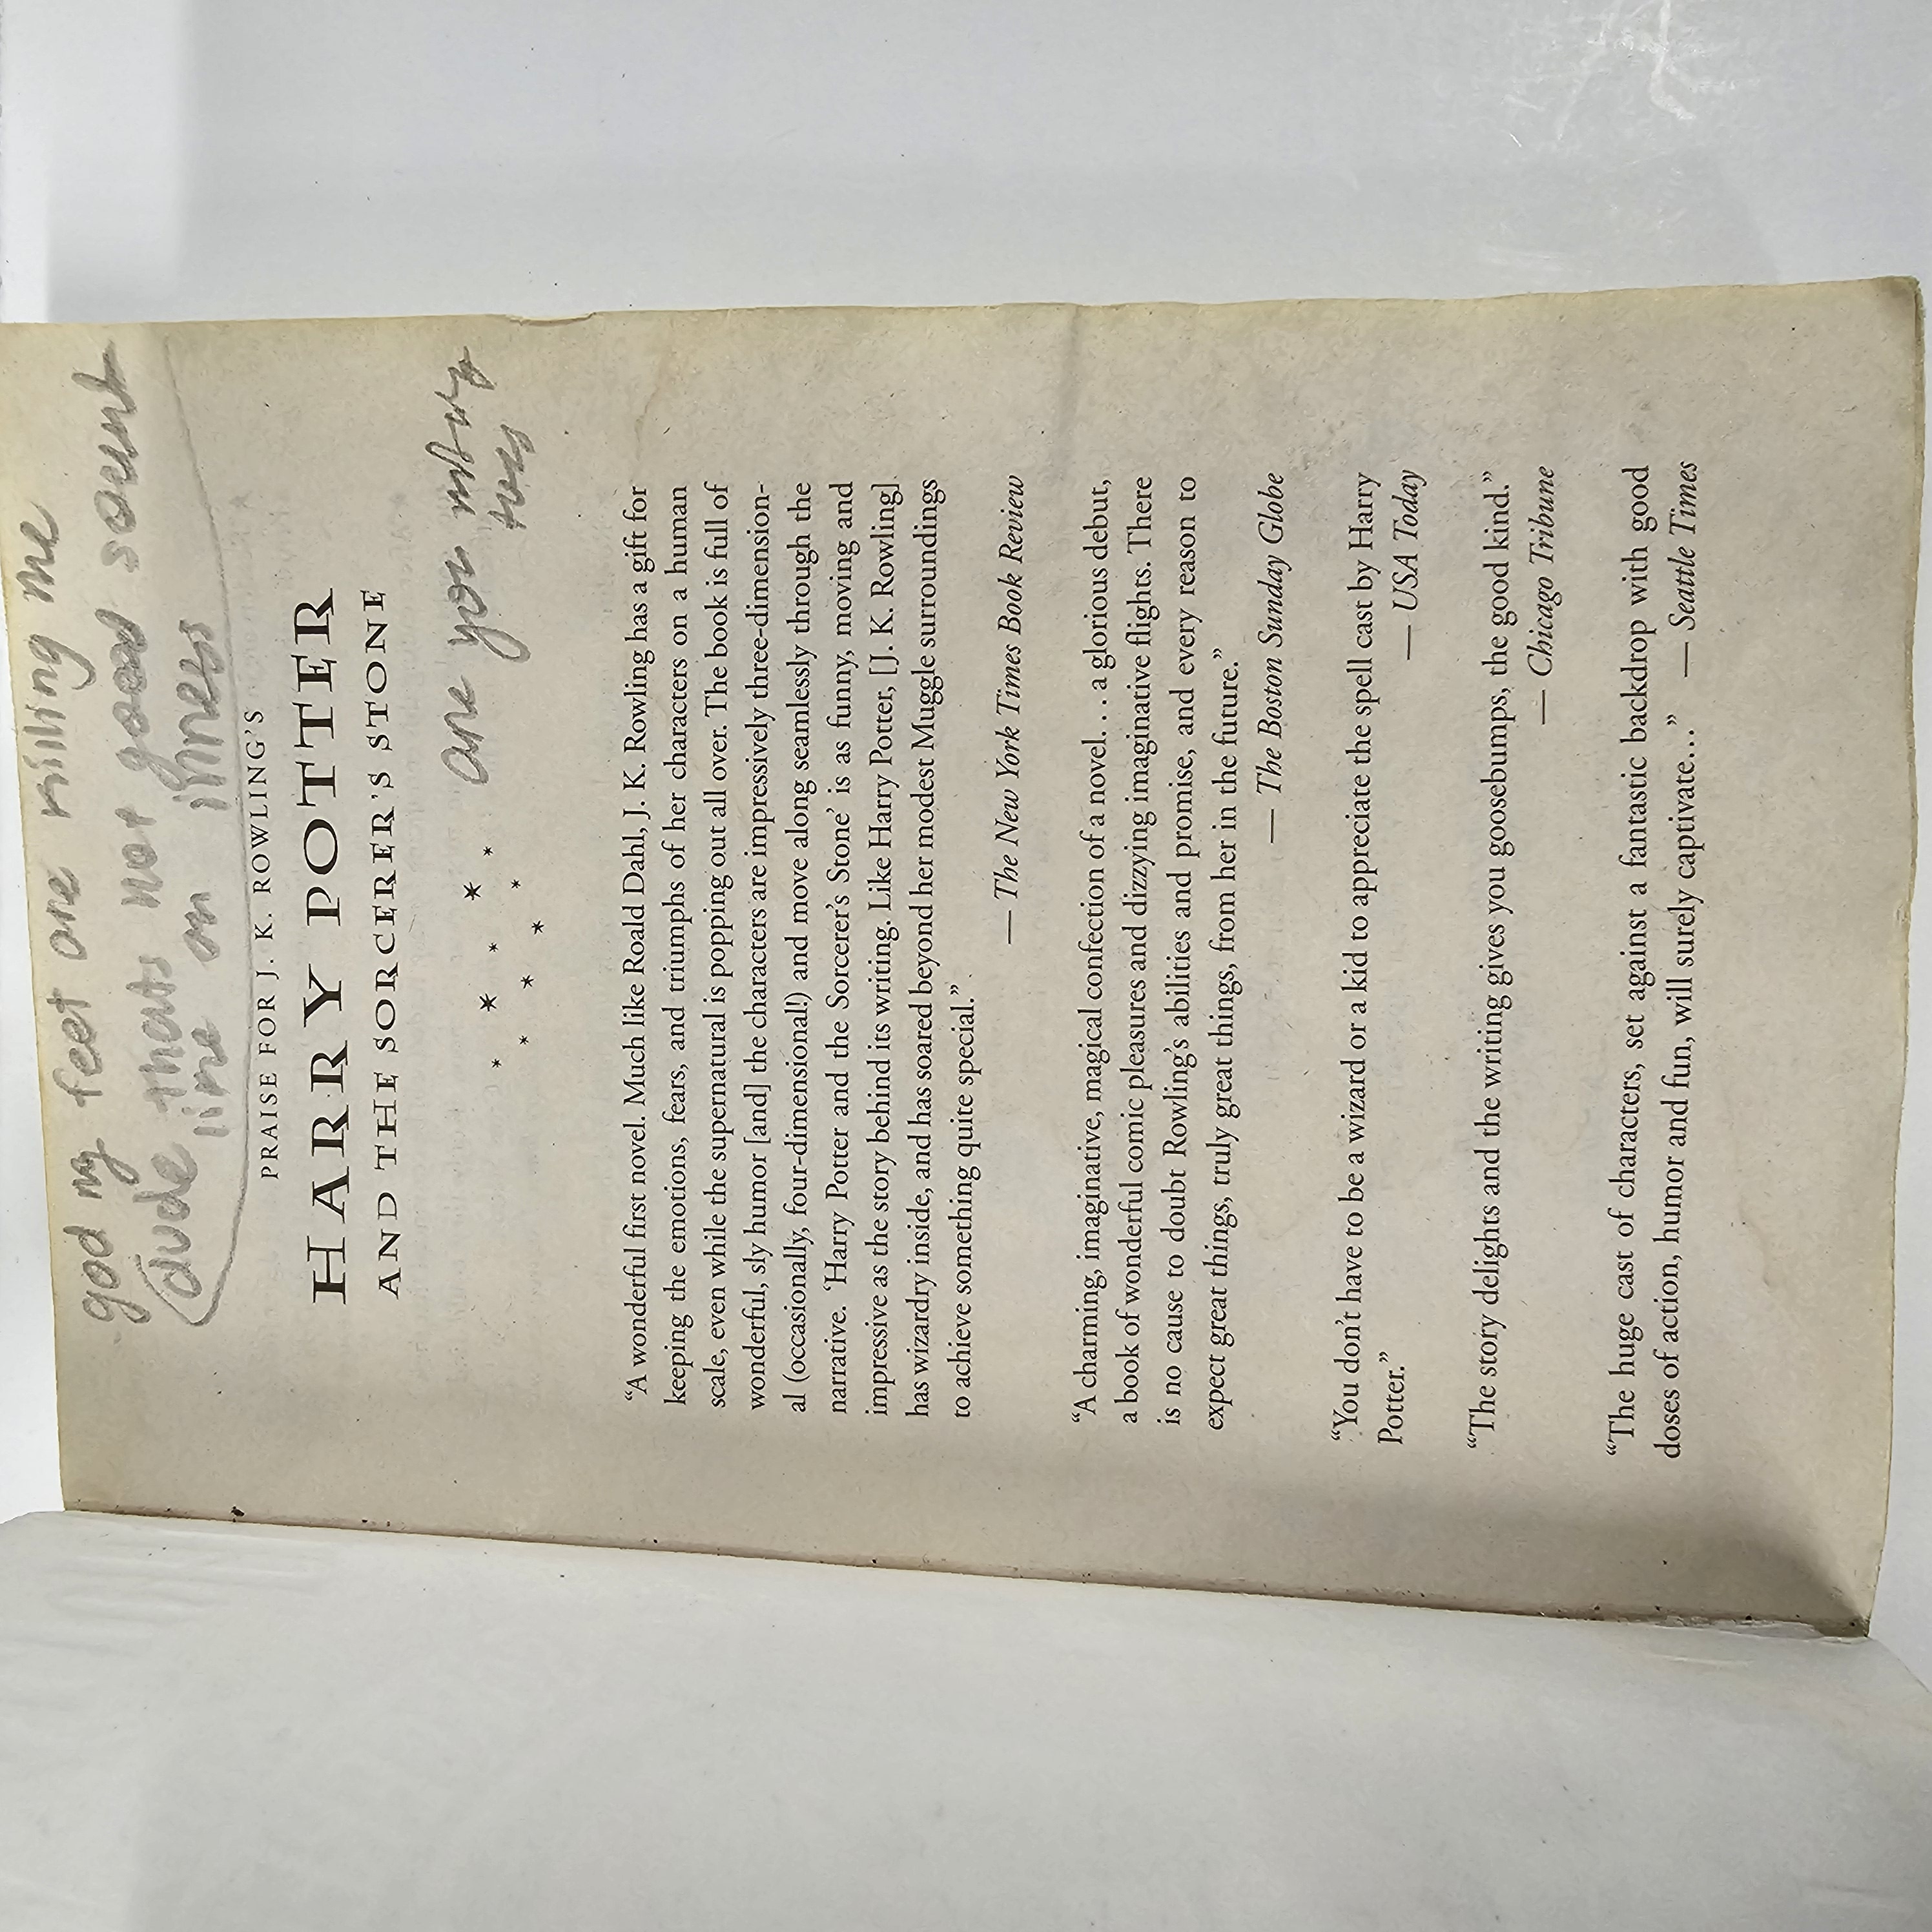 god my feet are killing me
dude thats not good sound
like an illness
PRAISE FOR J. K. ROWLING'S
HARRY POTTER
AND THE SORCERER'S STONE
are you
“A wonderful first novel. Much like Roald Dahl, J. K. Rowling has a gift for
keeping the emotions, fears, and triumphs of her characters on a human
scale, even while the supernatural is popping out all over. The book is full of
wonderful, sly humor [and] the characters are impressively three-dimension-
al (occasionally, four-dimensional!) and move along seamlessly through the
narrative. ‘Harry Potter and the Sorcerer’s Stone’ is as funny, moving and
impressive as the story behind its writing. Like Harry Potter, [J. K. Rowling]
has wizardry inside, and has soared beyond her modest Muggle surroundings
to achieve something quite special.”
— The New York Times Book Review
“A charming, imaginative, magical confection of a novel. . . a glorious debut,
a book of wonderful comic pleasures and dizzying imaginative flights. There
is no cause to doubt Rowling’s abilities and promise, and every reason to
expect great things, truly great things, from her in the future.”
— The Boston Sunday Globe
“You don’t have to be a wizard or a kid to appreciate the spell cast by Harry
Potter.” — USA Today
“The story delights and the writing gives you goosebumps, the good kind.”
— Chicago Tribune
“The huge cast of characters, set against a fantastic backdrop with good
doses of action, humor and fun, will surely captivate…” — Seattle Times